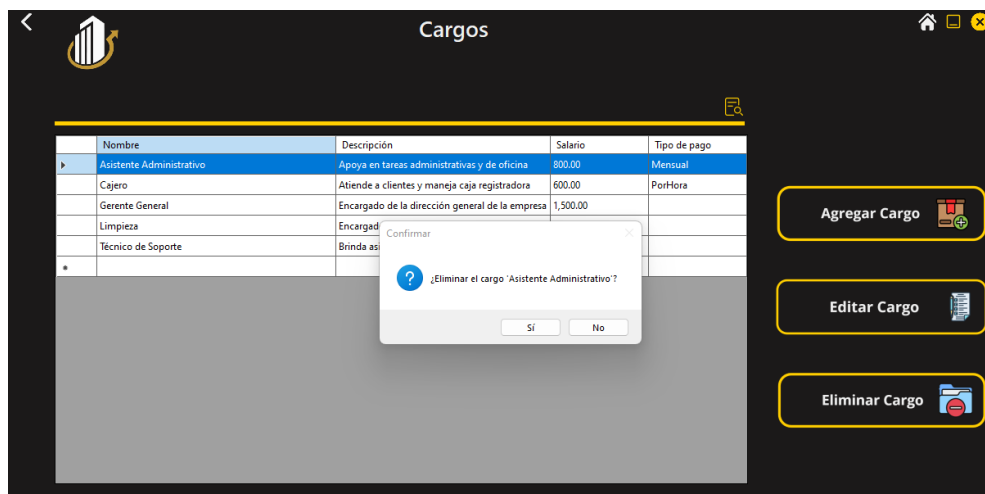 Cargos
Nombre Descripción Salario Tipo de pago
Asistente Administrativo Apoya en tareas administrativas y de oficina 800.00 Mensual
Cajero Atiende a clientes y maneja caja registradora 600.00 PorHora
Gerente General Encargado de la dirección general de la empresa 1,500.00
Limpieza Encargad
Técnico de Soporte Brinda asi
Confirmar
¿Eliminar el cargo 'Asistente Administrativo'?
Sí No
Agregar Cargo
Editar Cargo
Eliminar Cargo